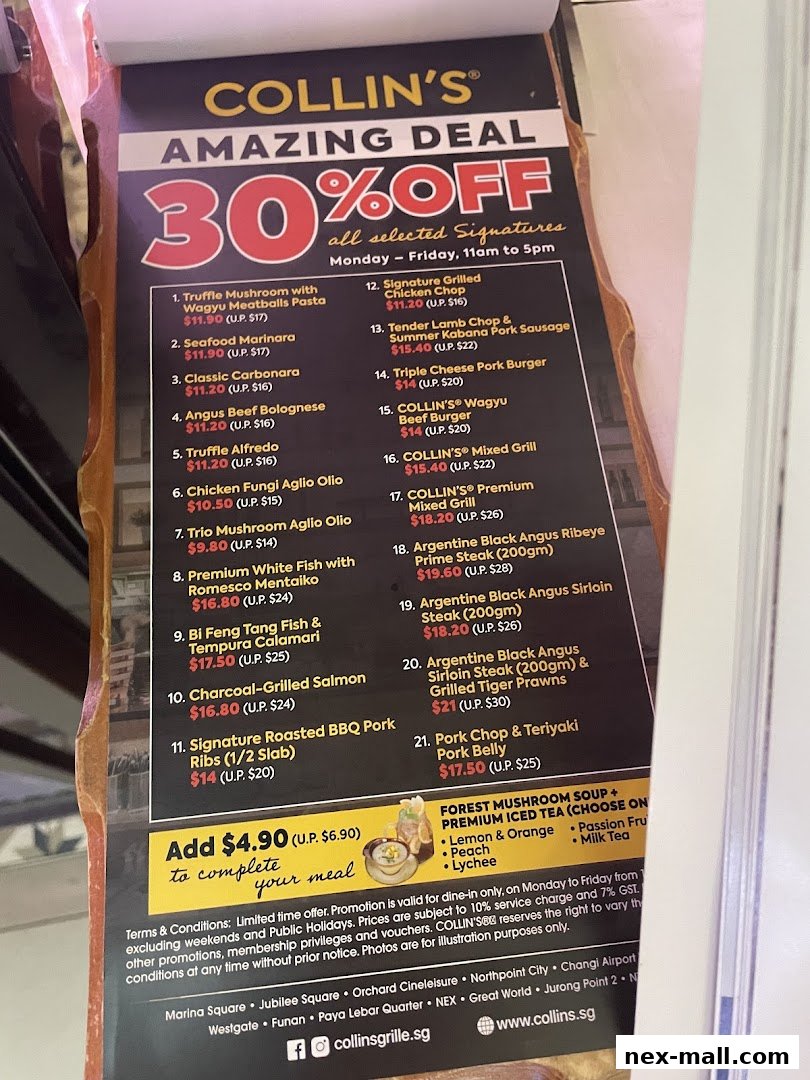 COLLIN'S®
AMAZING DEAL
30% OFF
all selected Signatures
Monday – Friday, 11am to 5pm
1. Truffle Mushroom with
Wagyu Meatballs Pasta
$11.90 (U.P. $17)
2. Seafood Marinara
$11.90 (U.P. $17)
3. Classic Carbonara
$11.20 (U.P. $16)
4. Angus Beef Bolognese
$11.20 (U.P. $16)
5. Truffle Alfredo
$11.20 (U.P. $16)
6. Chicken Fungi Aglio Olio
$10.50 (U.P. $15)
7. Trio Mushroom Aglio Olio
$9.80 (U.P. $14)
8. Premium White Fish with
Romesco Mentaiko
$16.80 (U.P. $24)
9. Bi Feng Tang Fish &
Tempura Calamari
$17.50 (U.P. $25)
10. Charcoal-Grilled Salmon
$16.80 (U.P. $24)
11. Signature Roasted BBQ Pork
Ribs (1/2 Slab)
$14 (U.P. $20)
12. Signature Grilled
Chicken Chop
$11.20 (U.P. $16)
13. Tender Lamb Chop &
Summer Kabana Pork Sausage
$15.40 (U.P. $22)
14. Triple Cheese Pork Burger
$14 (U.P. $20)
15. COLLIN'S® Wagyu
Beef Burger
$14 (U.P. $20)
16. COLLIN'S® Mixed Grill
$15.40 (U.P. $22)
17. COLLIN'S® Premium
Mixed Grill
$18.20 (U.P. $26)
18. Argentine Black Angus Ribeye
Prime Steak (200gm)
$19.60 (U.P. $28)
19. Argentine Black Angus Sirloin
Steak (200gm)
$18.20 (U.P. $26)
20. Argentine Black Angus
Sirloin Steak (200gm) &
Grilled Tiger Prawns
$21 (U.P. $30)
21. Pork Chop & Teriyaki
Pork Belly
$17.50 (U.P. $25)
Add $4.90 (U.P. $6.90)
to complete
your meal
FOREST MUSHROOM SOUP +
PREMIUM ICED TEA (CHOOSE ON
• Lemon & Orange • Passion Fru
• Peach • Milk Tea
• Lychee
Terms & Conditions: Limited time offer. Promotion is valid for dine-in only, on Monday to Friday from
excluding weekends and Public Holidays. Prices are subject to 10% service charge and 7% GST.
other promotions, membership privileges and vouchers. COLLIN'S® reserves the right to vary th
conditions at any time without prior notice. Photos are for illustration purposes only.
Marina Square • Jubilee Square • Orchard Cineleisure • Northpoint City • Changi Airport
Westgate • Funan • Paya Lebar Quarter • NEX • Great World • Jurong Point 2 •
collinsgrille.sg www.collins.sg
nex-mall.com